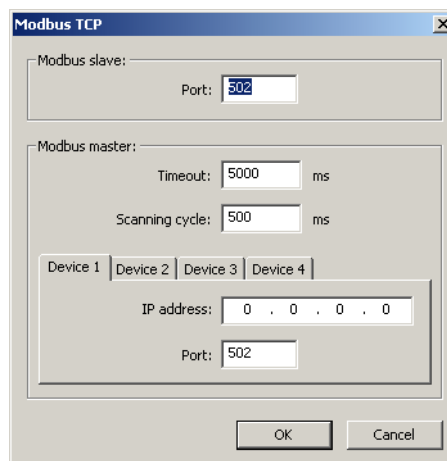 Modbus TCP
Modbus slave:
Port: 502
Modbus master:
Timeout: 5000 ms
Scanning cycle: 500 ms
Device 1 Device 2 Device 3 Device 4
IP address: 0 . 0 . 0 . 0
Port: 502
OK Cancel